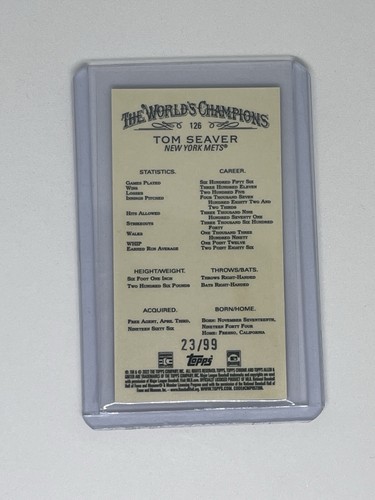 THE WORLD'S CHAMPIONS
126
TOM SEAVER
NEW YORK METS®
STATISTICS. CAREER.
GAMES PLAYED SIX HUNDRED FIFTY SIX
WINS THREE HUNDRED ELEVEN
LOSSES TWO HUNDRED FIVE
INNINGS PITCHED FOUR THOUSAND SEVEN
HUNDRED EIGHTY TWO AND
TWO THIRDS
HITS ALLOWED THREE THOUSAND NINE
HUNDRED SEVENTY ONE
STRIKEOUTS THREE THOUSAND SIX HUNDRED
FORTY
WALKS ONE THOUSAND THREE
HUNDRED NINETY
WHIP ONE POINT TWELVE
EARNED RUN AVERAGE TWO POINT EIGHTY SIX
HEIGHT/WEIGHT. THROWS/BATS.
SIX FOOT ONE INCH THROWS RIGHT-HANDED
TWO HUNDRED SIX POUNDS BATS RIGHT-HANDED
ACQUIRED. BORN/HOME.
FREE AGENT, APRIL THIRD, BORN: NOVEMBER SEVENTEENTH,
NINETEEN SIXTY SIX NINETEEN FORTY FOUR
HOME: FRESNO, CALIFORNIA
23/99
Topps